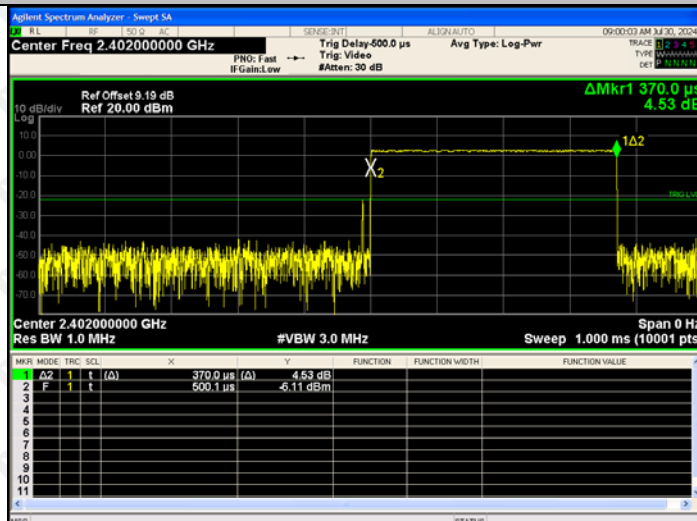 Agilent Spectrum Analyzer - Swept SA
RL RF 50 Ω AC SENSE:INT ALIGN AUTO 09:00:03 AM Jul 30, 2024
Center Freq 2.402000000 GHz Trig Delay-500.0 µs Avg Type: Log-Pwr TRACE 1 2 3 4 5
PNO: Fast Trig: Video TYPE
IFGain:Low #Atten: 30 dB DET P N N N N
ΔMkr1 370.0 µs
Ref Offset 9.19 dB
10 dB/div Ref 20.00 dBm 4.53 dB
Log
10.0
1Δ2
0.00
2
-10.0
-20.0
TRIG LVL
-30.0
-40.0
-50.0
-60.0
-70.0
Center 2.402000000 GHz Span 0 Hz
Res BW 1.0 MHz #VBW 3.0 MHz Sweep 1.000 ms (10001 pts
MKR MODE TRC SCL X Y FUNCTION FUNCTION WIDTH FUNCTION VALUE
1 Δ2 1 t (Δ) 370.0 µs (Δ) 4.53 dB
2 F 1 t 500.1 µs -6.11 dBm
3
4
5
6
7
8
9
10
11
MSG STATUS